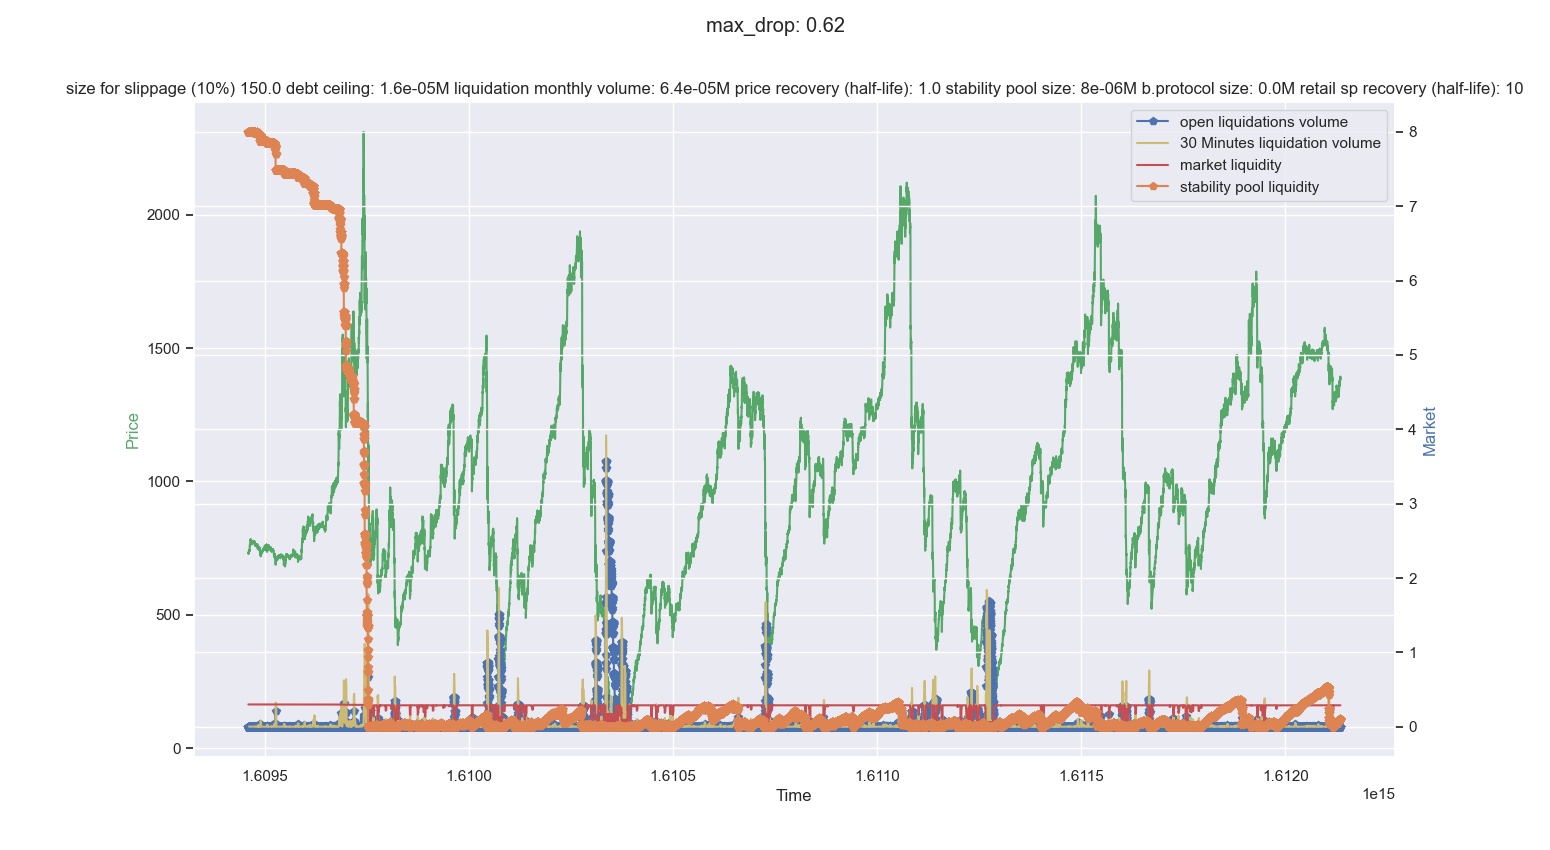 max_drop: 0.62
size for slippage (10%) 150.0 debt ceiling: 1.6e-05M liquidation monthly volume: 6.4e-05M price recovery (half-life): 1.0 stability pool size: 8e-06M b.protocol size: 0.0M retail sp recovery (half-life): 10
open liquidations volume
30 Minutes liquidation volume
market liquidity
stability pool liquidity
2000
1500
1000
500
0
Price
8
7
6
5
4
3
2
1
0
Market
1.6095
1.6100
1.6105
1.6110
1.6115
1.6120
1e15
Time